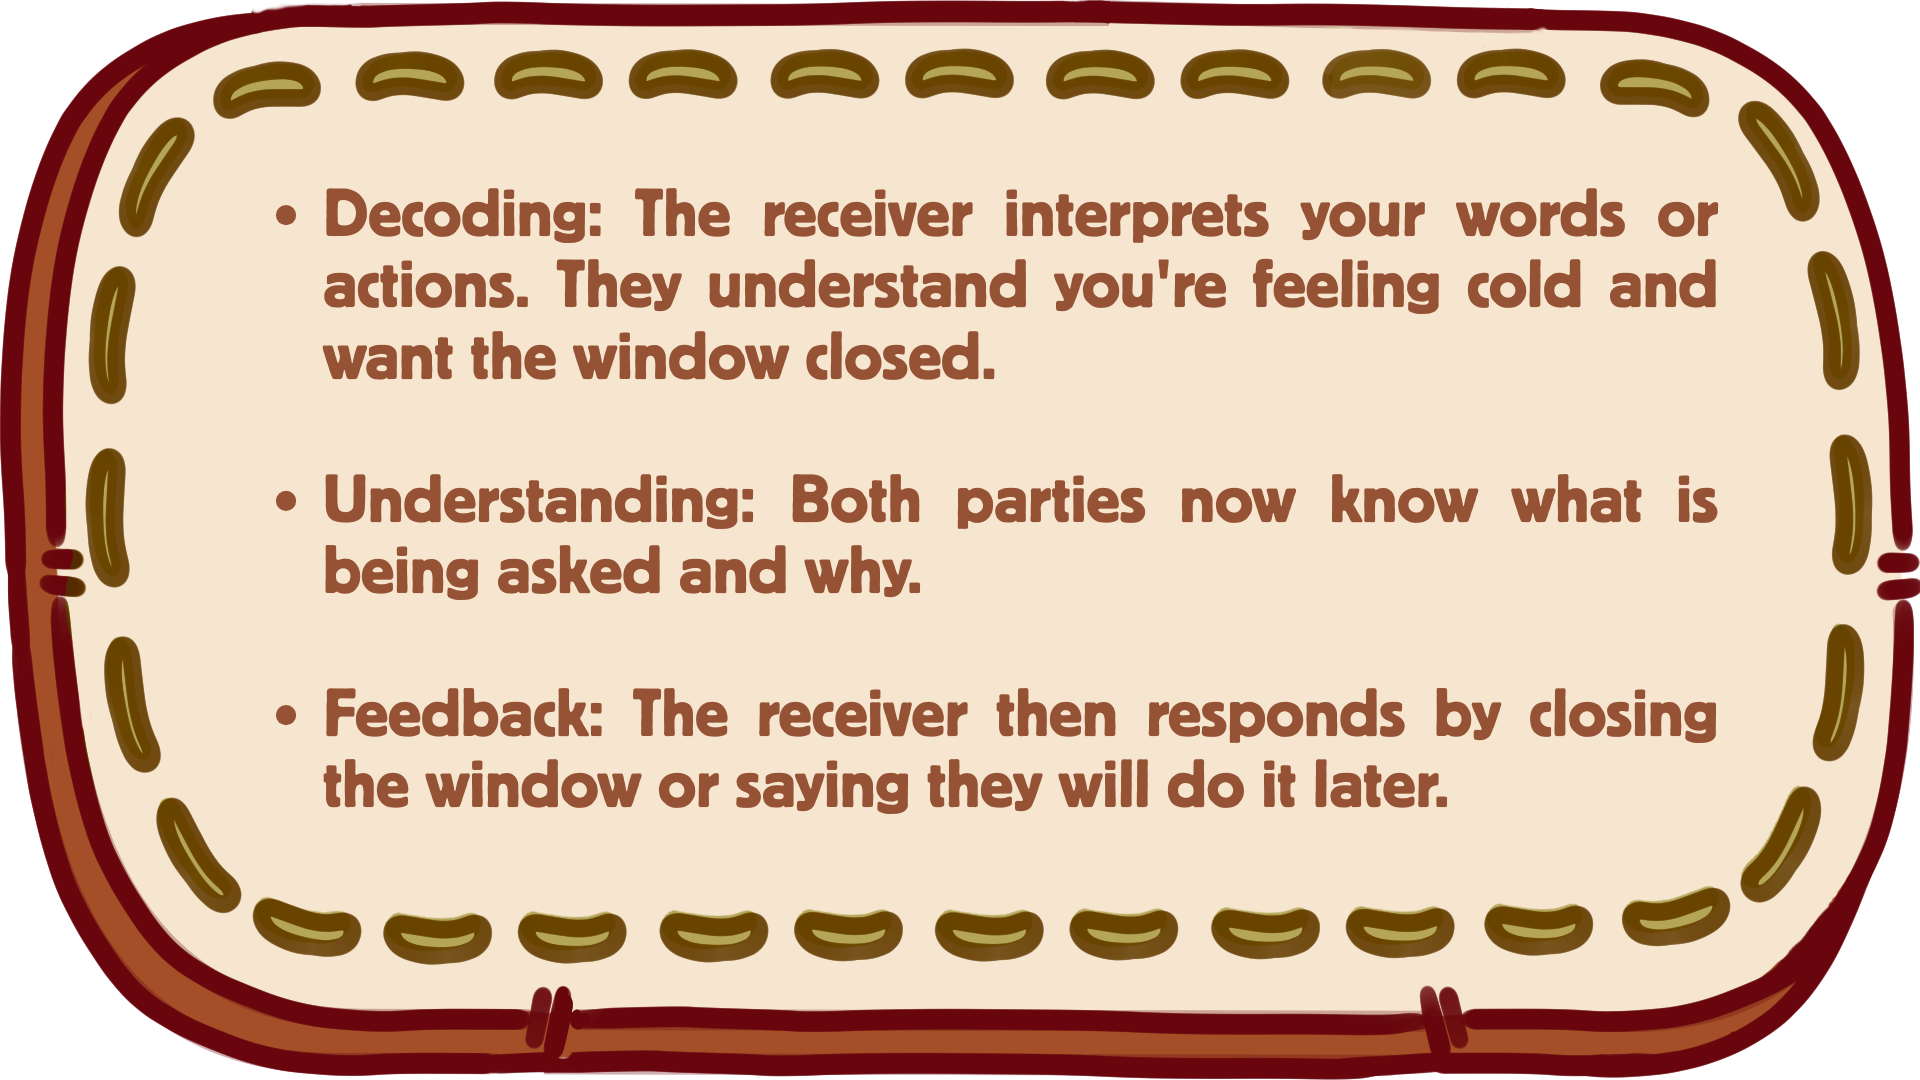 • Decoding: The receiver interprets your words or
actions. They understand you're feeling cold and
want the window closed.
• Understanding: Both parties now know what is
being asked and why.
• Feedback: The receiver then responds by closing
the window or saying they will do it later.